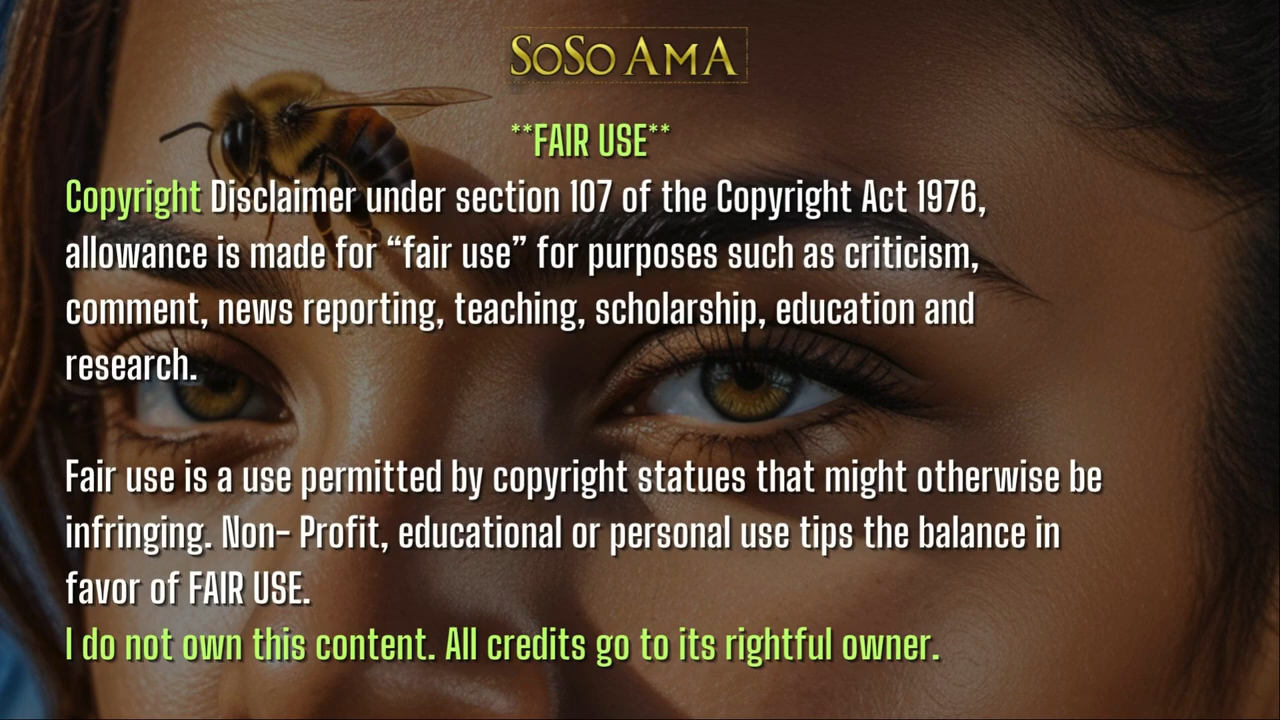 SoSo AmA
**FAIR USE**
Copyright Disclaimer under section 107 of the Copyright Act 1976,
allowance is made for “fair use” for purposes such as criticism,
comment, news reporting, teaching, scholarship, education and
research.
Fair use is a use permitted by copyright statues that might otherwise be
infringing. Non- Profit, educational or personal use tips the balance in
favor of FAIR USE.
I do not own this content. All credits go to its rightful owner.